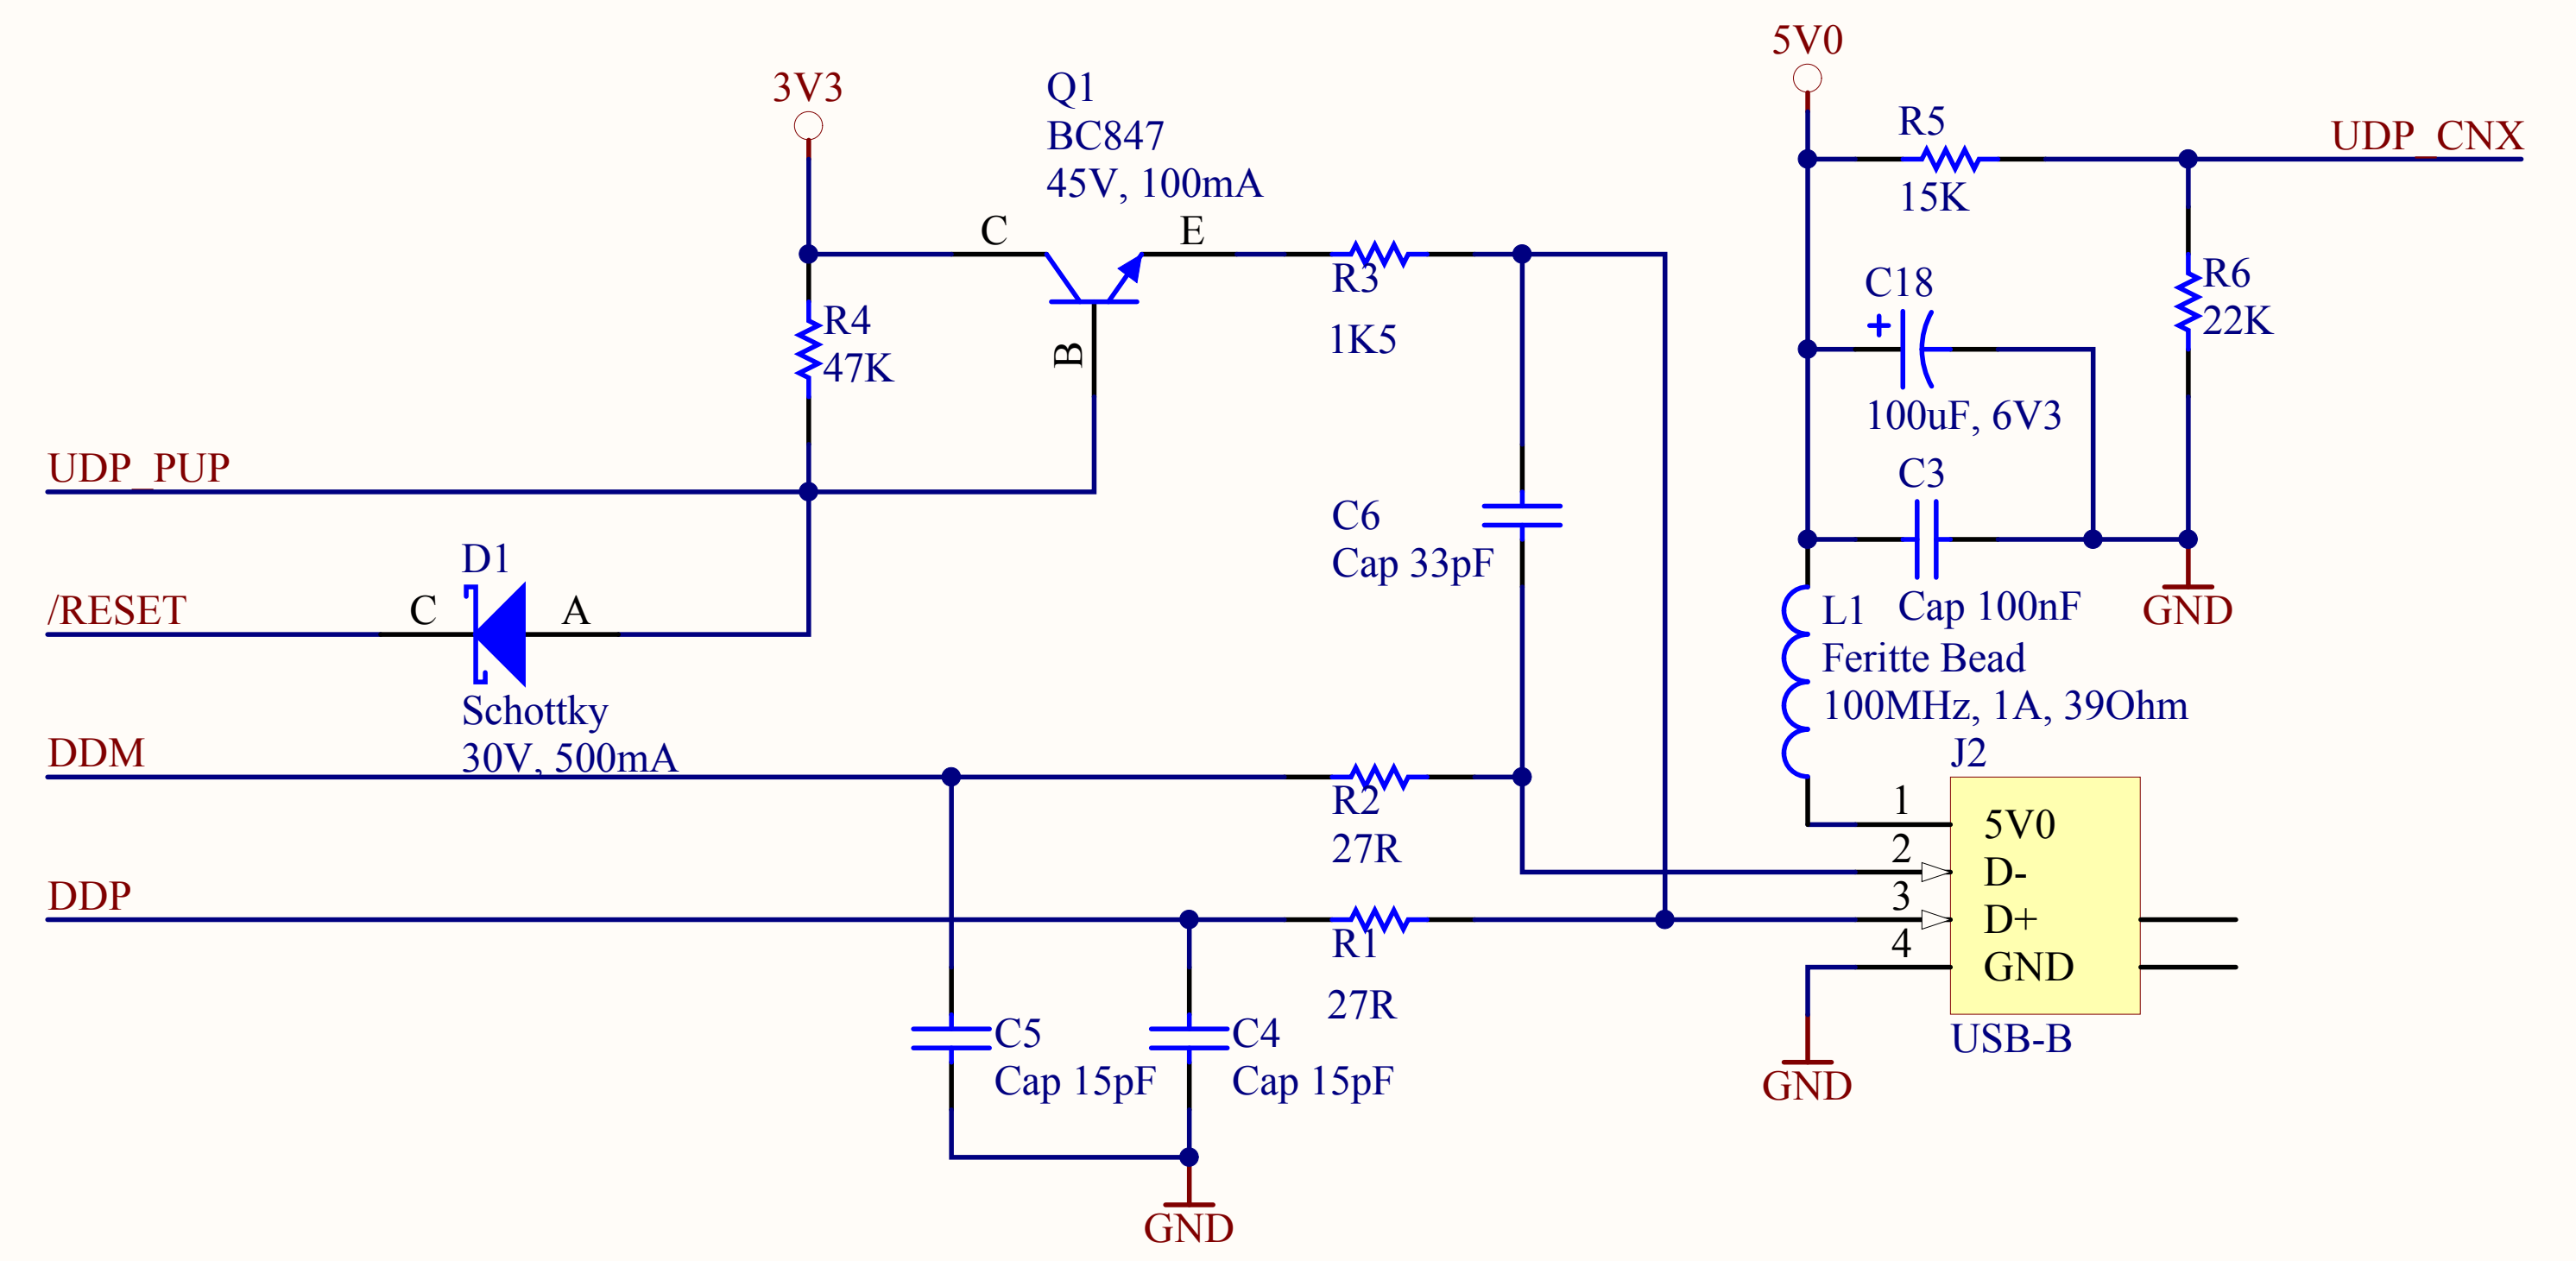 5V0
3V3
Q1
BC847
45V, 100mA
C
E
B
R3
1K5
R4
47K
UDP_PUP
D1
/RESET
C
A
Schottky
30V, 500mA
DDM
DDP
C6
Cap 33pF
R2
27R
R1
27R
C5
Cap 15pF
C4
Cap 15pF
GND
R5
15K
UDP_CNX
C18
+
100uF, 6V3
R6
22K
C3
Cap 100nF
GND
L1
Feritte Bead
100MHz, 1A, 39Ohm
J2
1
5V0
2
D-
3
D+
4
GND
USB-B
GND